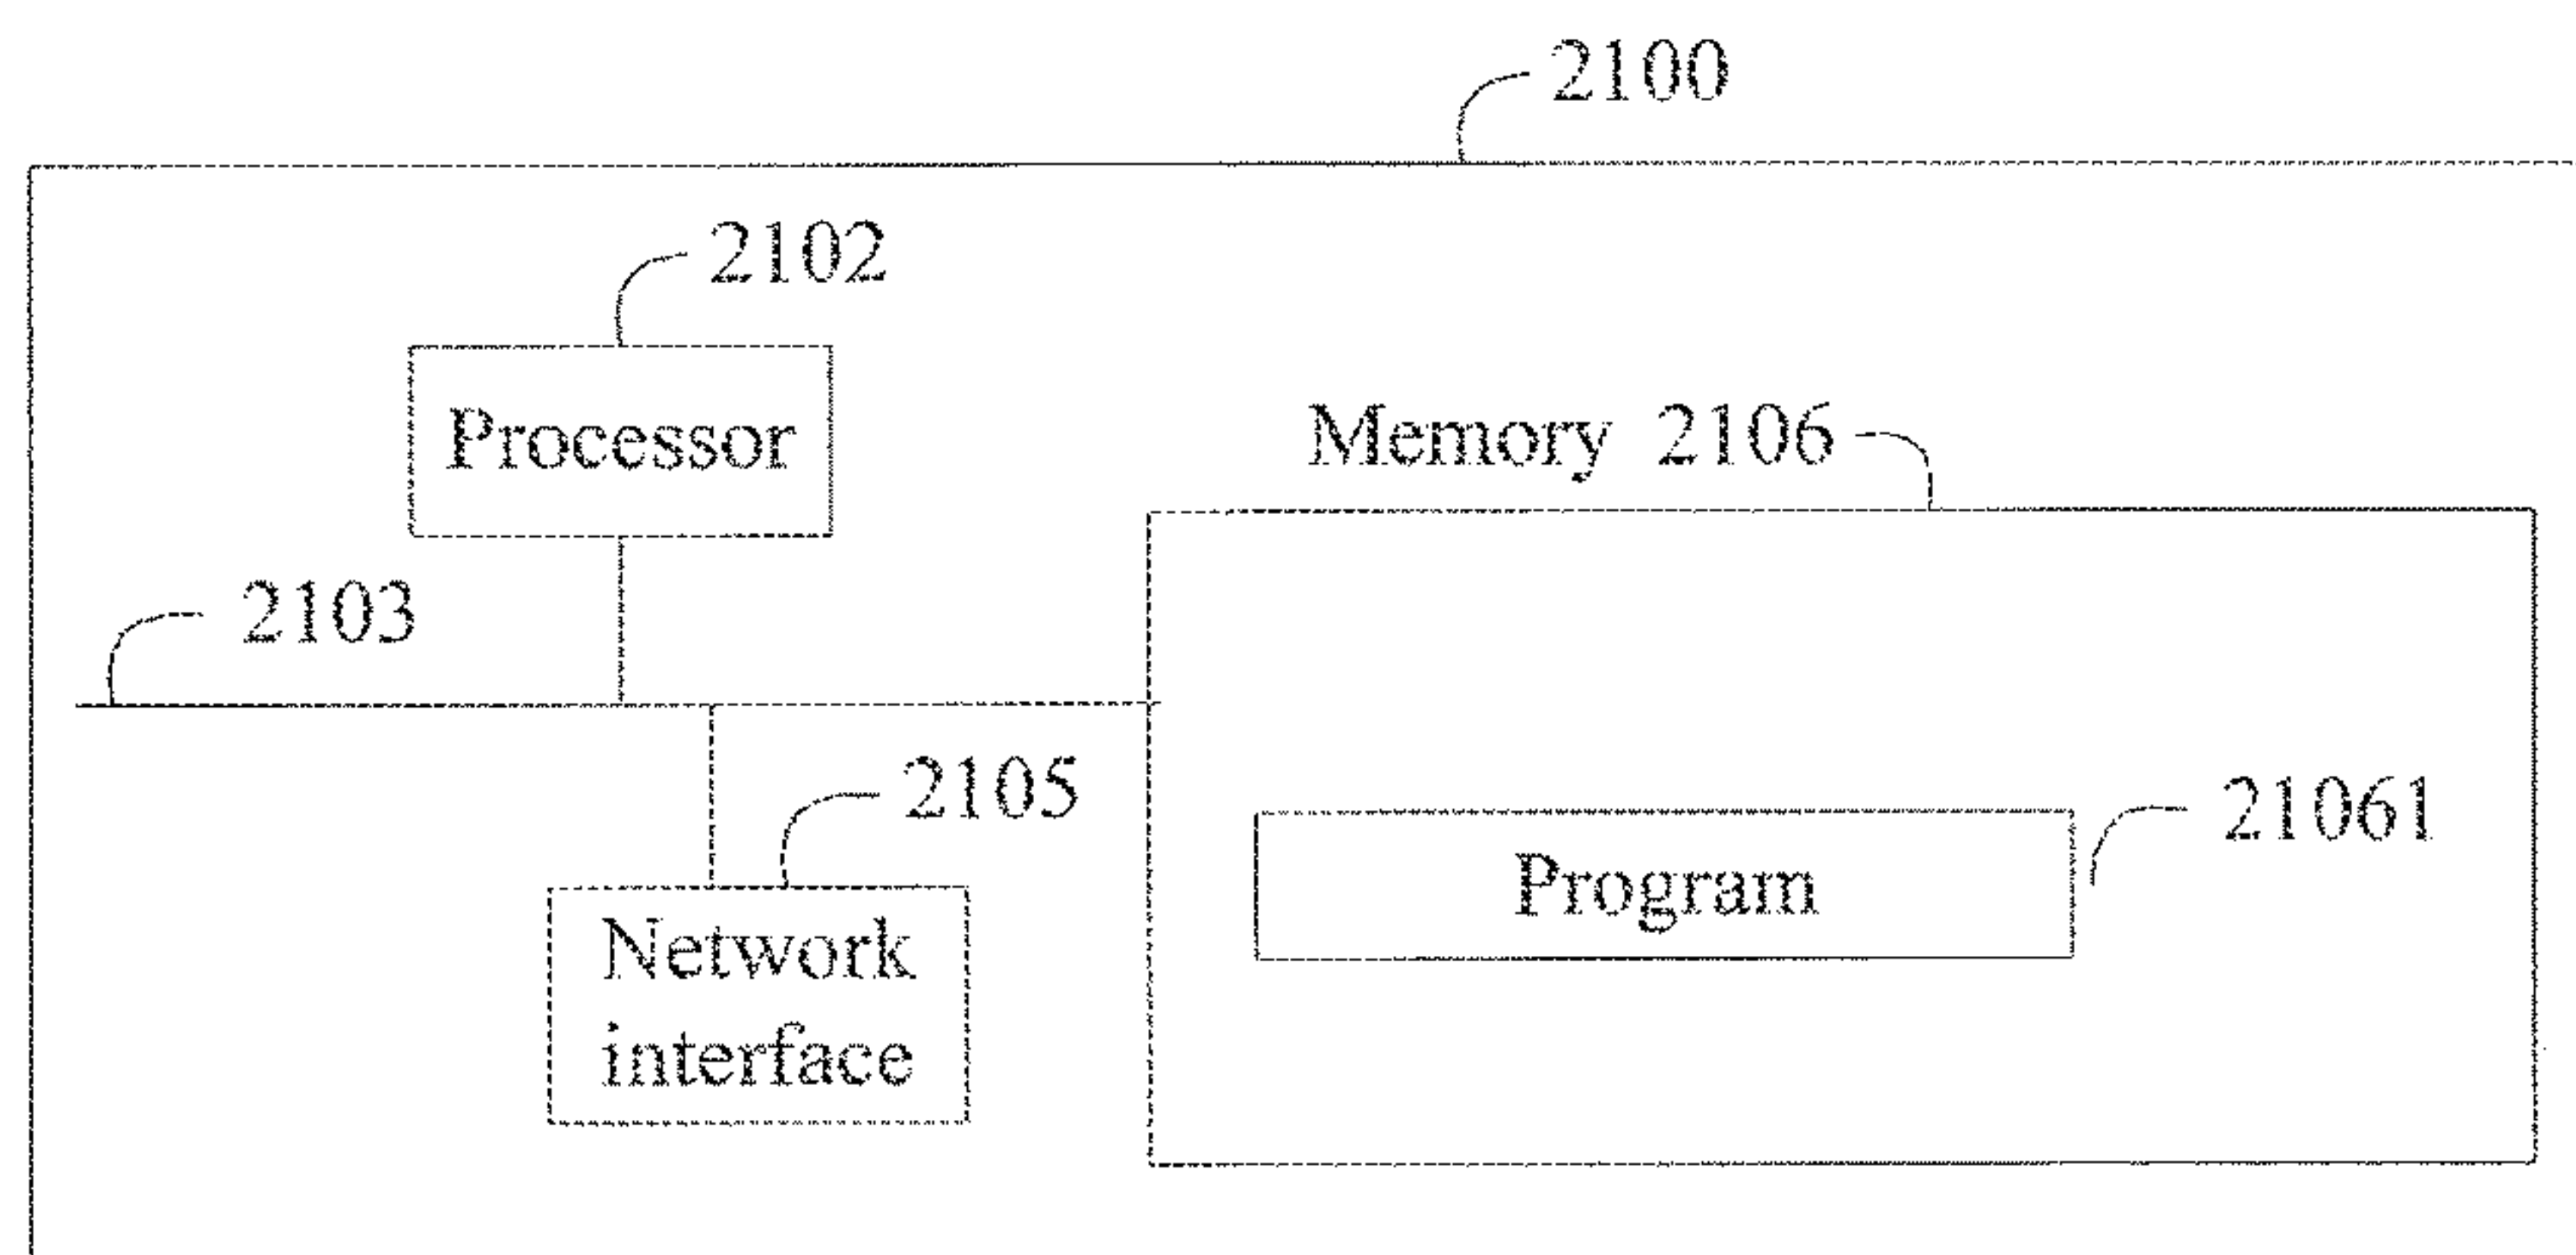 2100
2102
Processor
Memory 2106
2103
2105
21061
Program
Network
interface